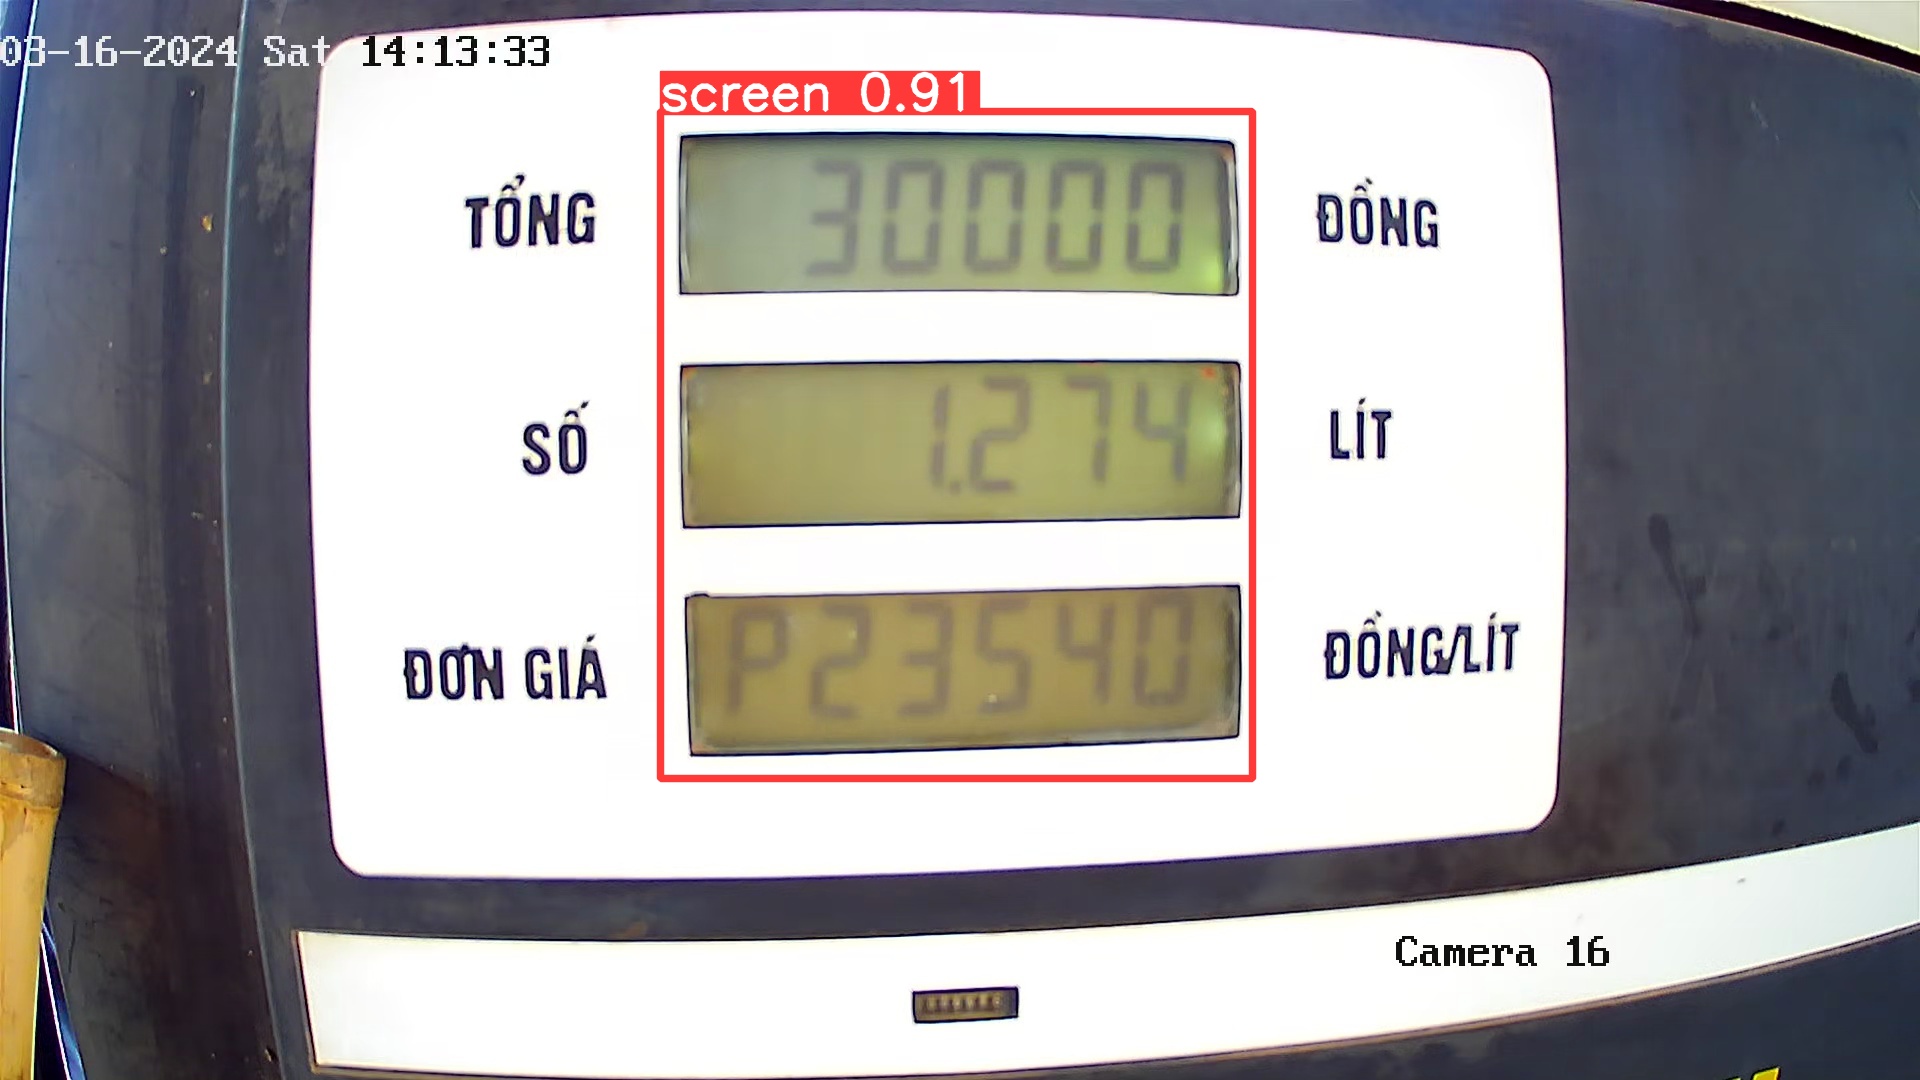 03-16-2024 Sat 14:13:33
screen 0.91
TỔNG 30000 ĐỒNG
SỐ 1.274 LÍT
ĐƠN GIÁ P23540 ĐỒNG/LÍT
Camera 16